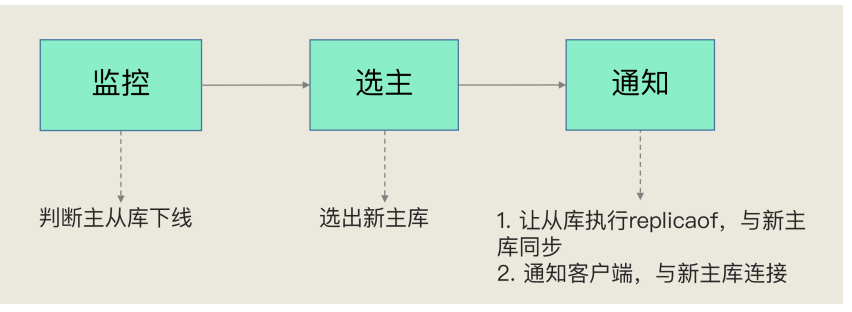 监控
选主
通知
判断主从库下线
选出新主库
1. 让从库执行replicaof，与新主
库同步
2. 通知客户端，与新主库连接